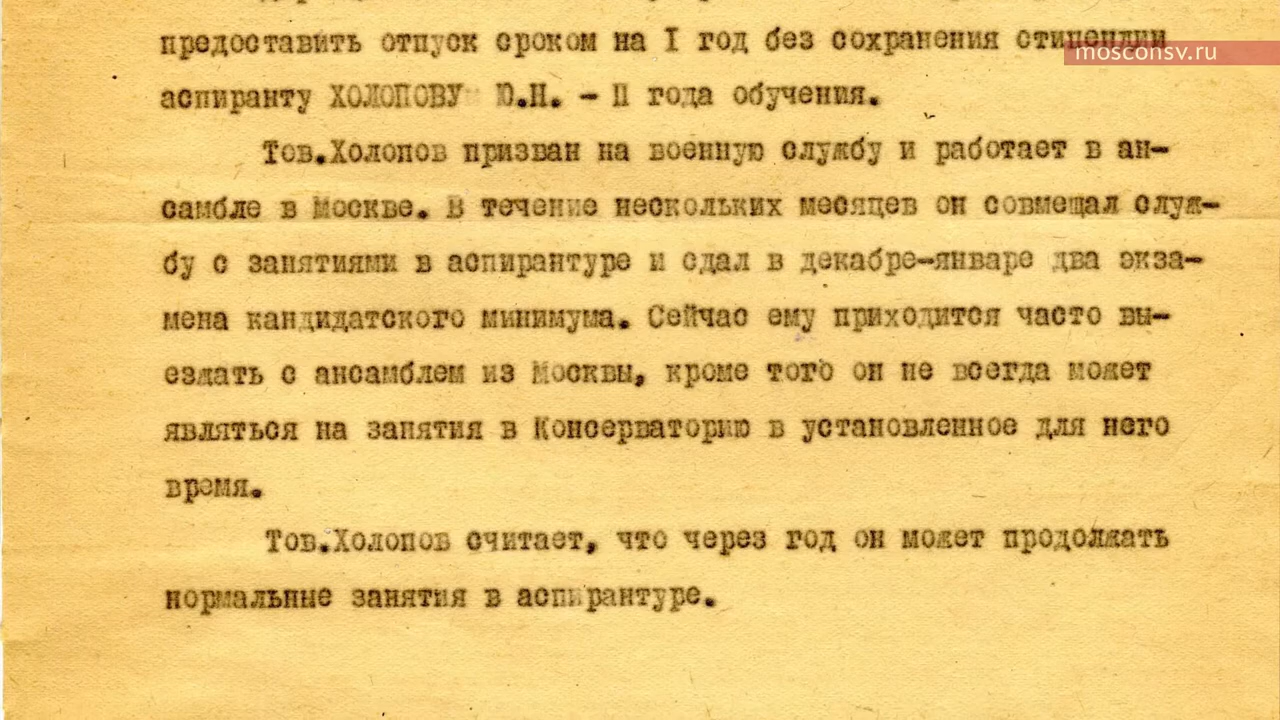 предоставить отпуск сроком на I год без сохранения стипендии
mosconsv.ru
аспиранту ХОЛОПОВУ Ю.Н. - II года обучения.
Тов.Холопов призван на военную службу и работает в ан-
самбле в Москве. В течение нескольких месяцев он совмещал служ-
бу с занятиями в аспирантуре и сдал в декабре-январе два экза-
мена кандидатского минимума. Сейчас ему приходится часто вы-
езжать с ансамблем из Москвы, кроме того он не всегда может
являться на занятия в Консерваторию в установленное для него
время.
Тов.Холопов считает, что через год он может продолжать
нормальные занятия в аспирантуре.